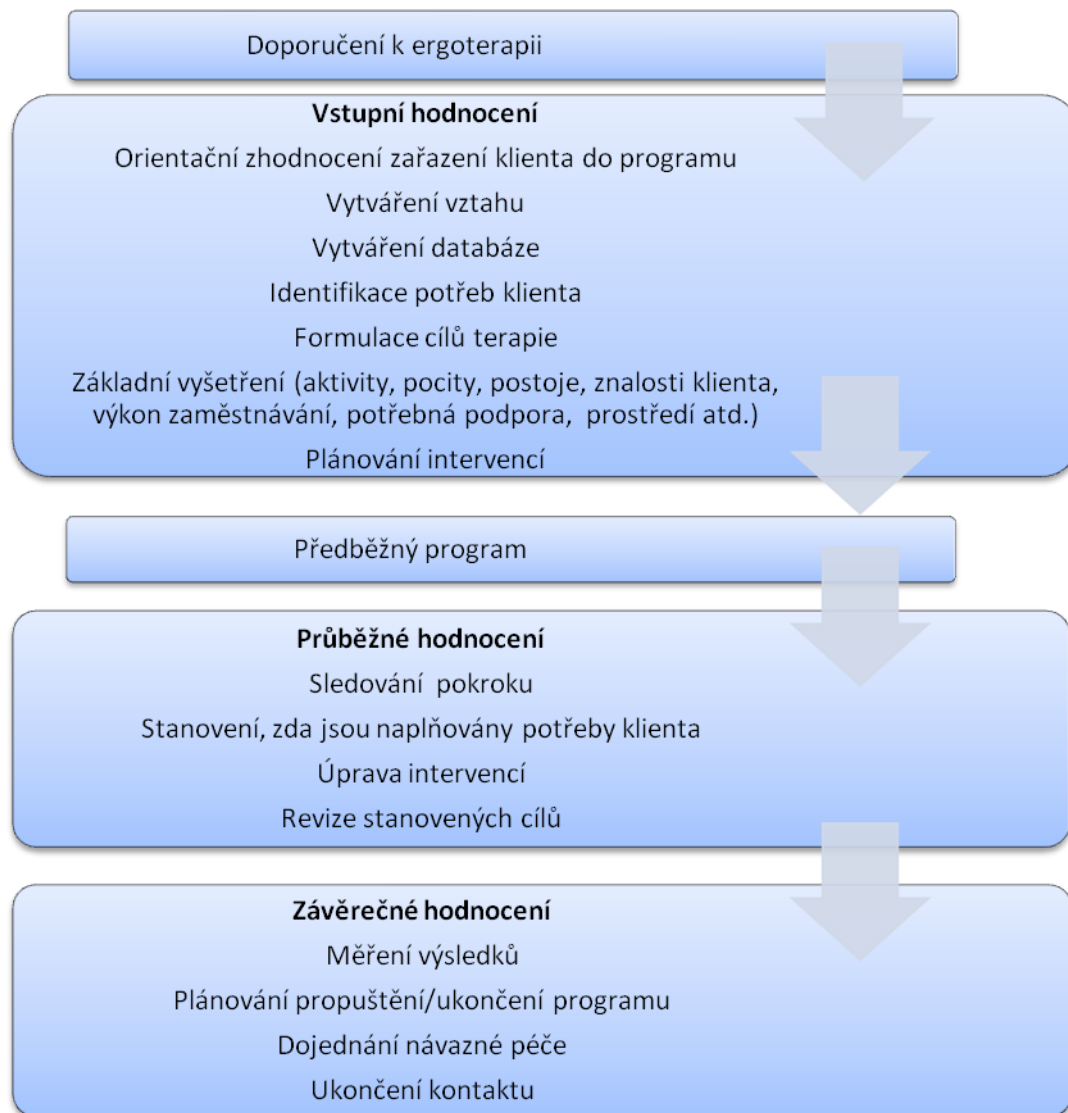 Doporučení k ergoterapii
Vstupní hodnocení
Orientační zhodnocení zařazení klienta do programu
Vytváření vztahu
Vytváření databáze
Identifikace potřeb klienta
Formulace cílů terapie
Základní vyšetření (aktivity, pocity, postoje, znalosti klienta,
výkon zaměstnávání, potřebná podpora, prostředí atd.)
Plánování intervencí
Předběžný program
Průběžné hodnocení
Sledování pokroku
Stanovení, zda jsou naplňovány potřeby klienta
Úprava intervencí
Revize stanovených cílů
Závěrečné hodnocení
Měření výsledků
Plánování propuštění/ukončení programu
Dojednání návazné péče
Ukončení kontaktu